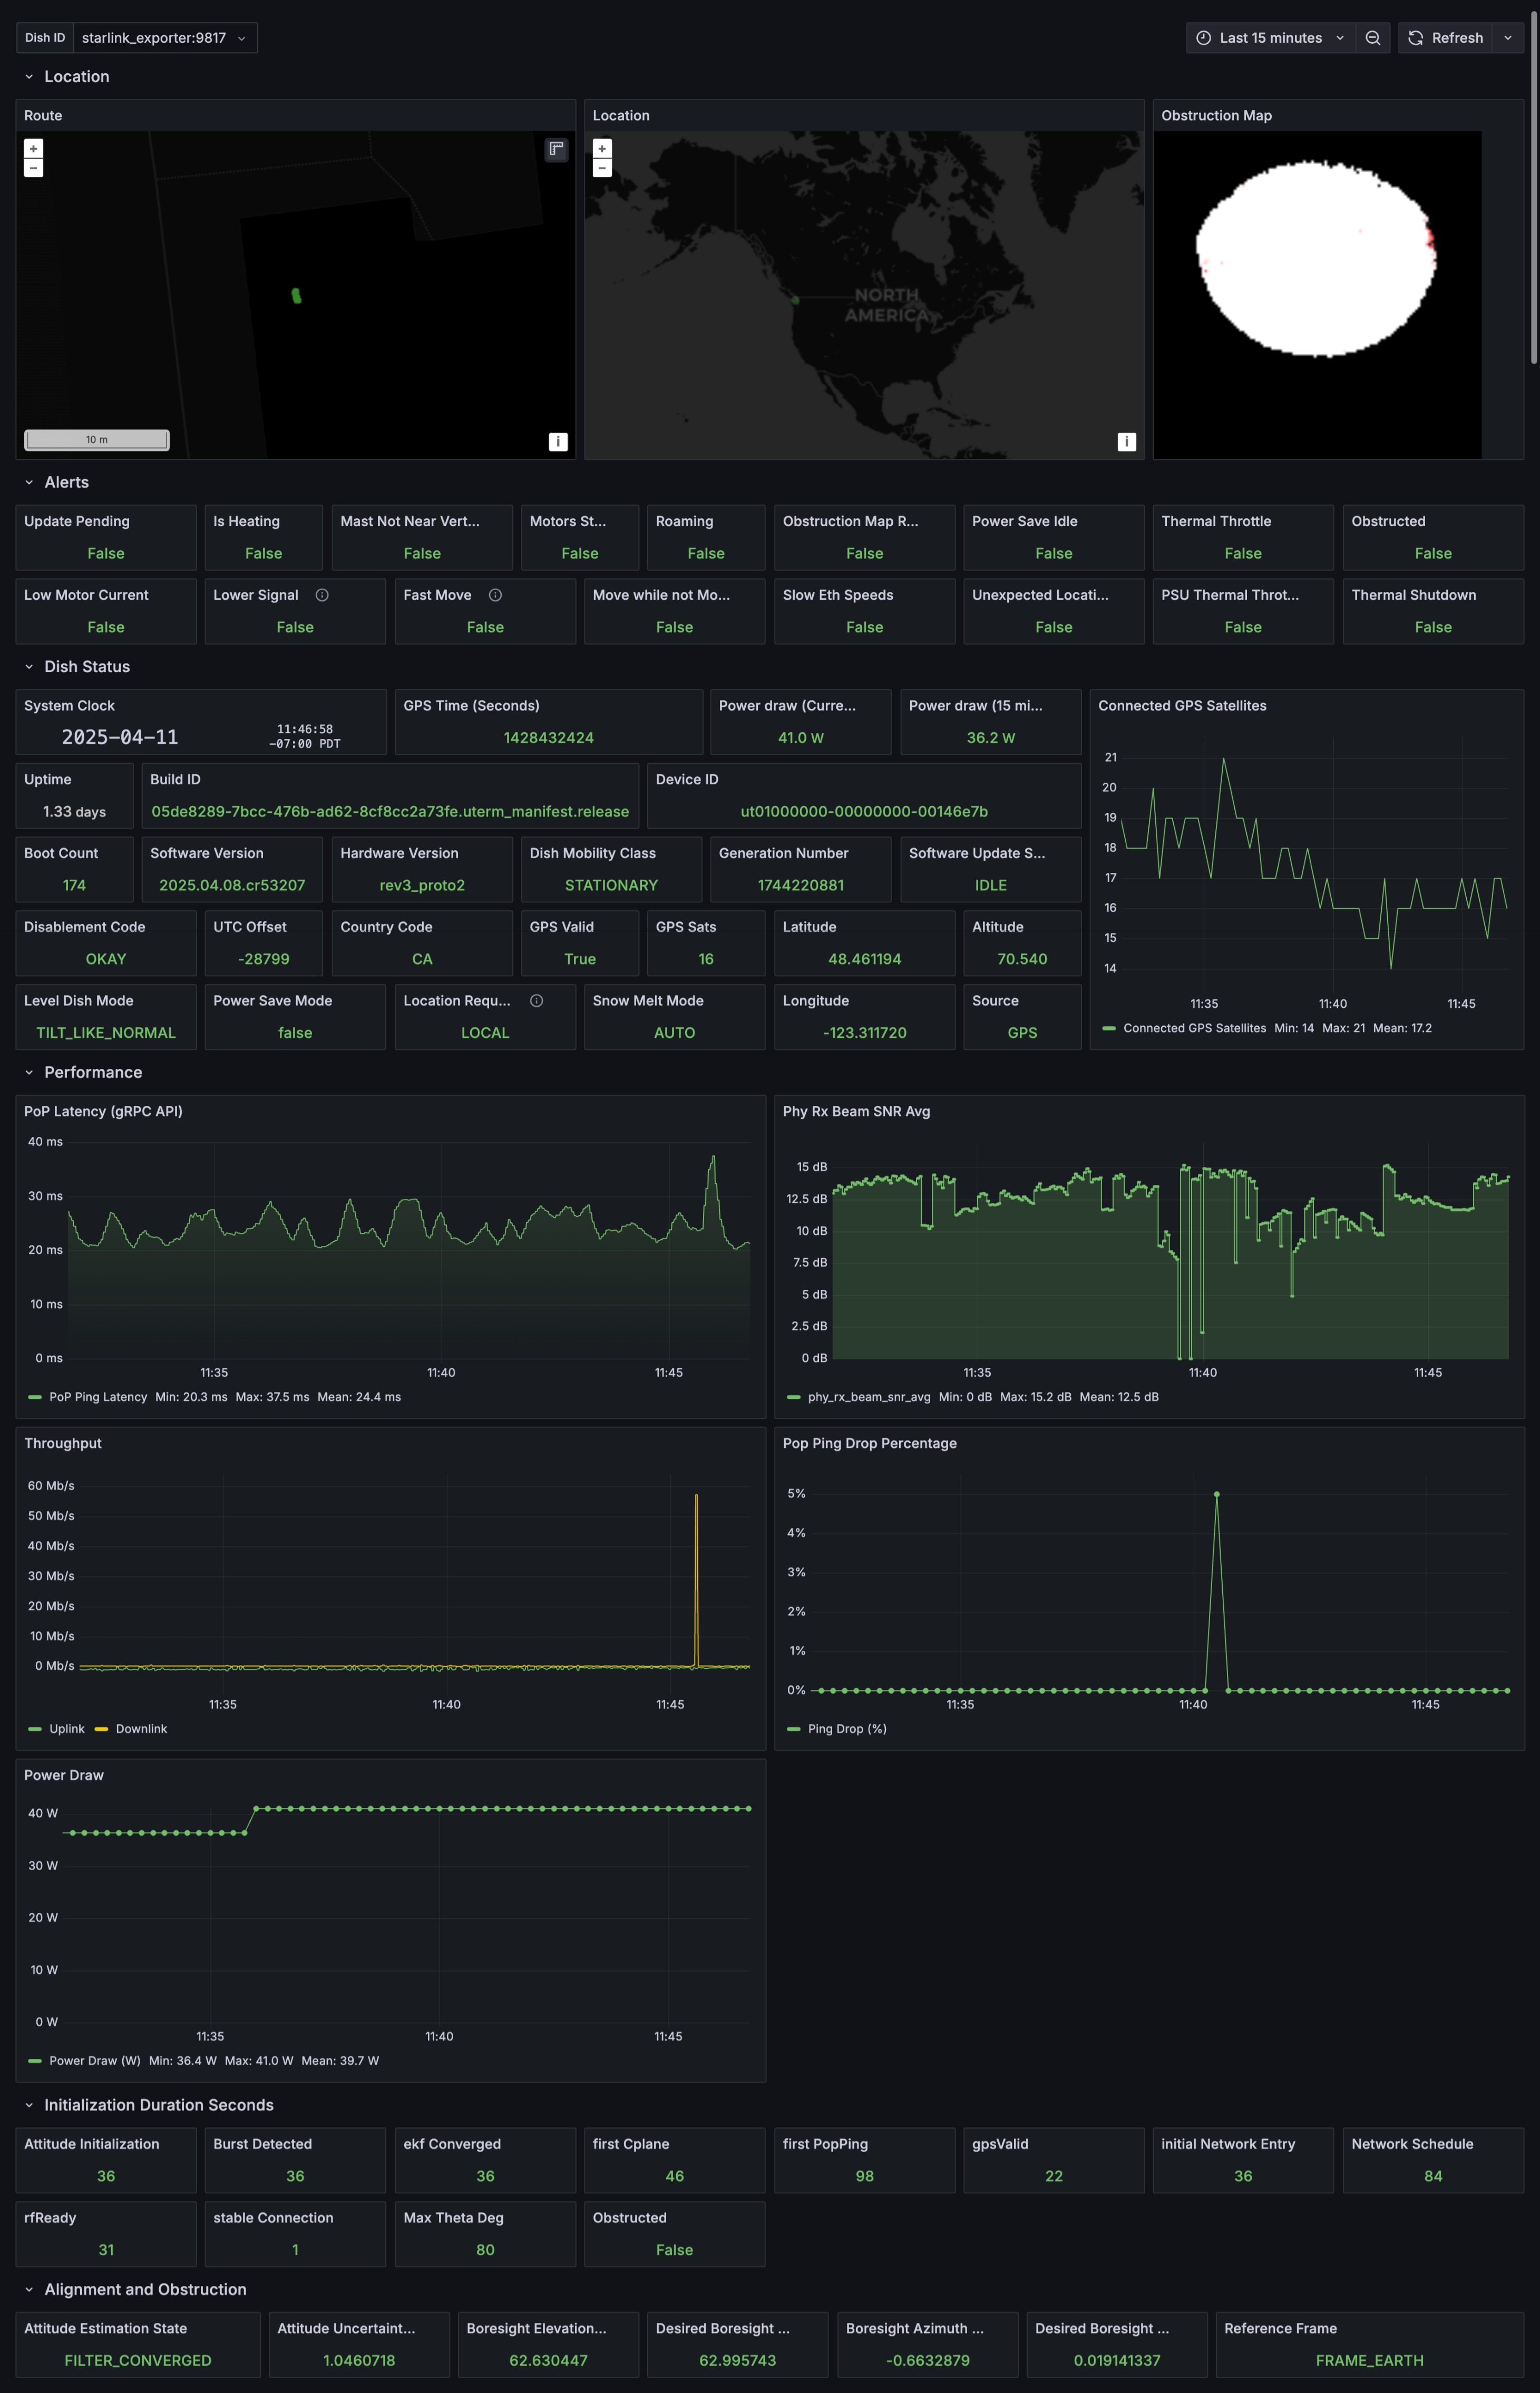 Dish ID starlink_exporter:9817 Last 15 minutes Refresh
Location
Route
+
−
10 m
i
Location
+
−
NORTH
AMERICA
i
Obstruction Map
Alerts
Update Pending
False
Is Heating
False
Mast Not Near Vert...
False
Motors St...
False
Roaming
False
Obstruction Map R...
False
Power Save Idle
False
Thermal Throttle
False
Obstructed
False
Low Motor Current
False
Lower Signal
False
Fast Move
False
Move while not Mo...
False
Slow Eth Speeds
False
Unexpected Locati...
False
PSU Thermal Throt...
False
Thermal Shutdown
False
Dish Status
System Clock
2025-04-11
11:46:58
-07:00 PDT
GPS Time (Seconds)
1428432424
Power draw (Curre...
41.0 W
Power draw (15 mi...
36.2 W
Connected GPS Satellites
21
20
19
18
17
16
15
14
11:35 11:40 11:45
Connected GPS Satellites Min: 14 Max: 21 Mean: 17.2
Uptime
1.33 days
Build ID
05de8289-7bcc-476b-ad62-8cf8cc2a73fe.uterm_manifest.release
Device ID
ut01000000-00000000-00146e7b
Boot Count
174
Software Version
2025.04.08.cr53207
Hardware Version
rev3_proto2
Dish Mobility Class
STATIONARY
Generation Number
1744220881
Software Update S...
IDLE
Disablement Code
OKAY
UTC Offset
-28799
Country Code
CA
GPS Valid
True
GPS Sats
16
Latitude
48.461194
Altitude
70.540
Level Dish Mode
TILT_LIKE_NORMAL
Power Save Mode
false
Location Requ...
LOCAL
Snow Melt Mode
AUTO
Longitude
-123.311720
Source
GPS
Performance
PoP Latency (gRPC API)
40 ms
30 ms
20 ms
10 ms
0 ms
11:35 11:40 11:45
PoP Ping Latency Min: 20.3 ms Max: 37.5 ms Mean: 24.4 ms
Phy Rx Beam SNR Avg
15 dB
12.5 dB
10 dB
7.5 dB
5 dB
2.5 dB
0 dB
11:35 11:40 11:45
phy_rx_beam_snr_avg Min: 0 dB Max: 15.2 dB Mean: 12.5 dB
Throughput
60 Mb/s
50 Mb/s
40 Mb/s
30 Mb/s
20 Mb/s
10 Mb/s
0 Mb/s
11:35 11:40 11:45
Uplink Downlink
Pop Ping Drop Percentage
5%
4%
3%
2%
1%
0%
11:35 11:40 11:45
Ping Drop (%)
Power Draw
40 W
30 W
20 W
10 W
0 W
11:35 11:40 11:45
Power Draw (W) Min: 36.4 W Max: 41.0 W Mean: 39.7 W
Initialization Duration Seconds
Attitude Initialization
36
Burst Detected
36
ekf Converged
36
first Cplane
46
first PopPing
98
gpsValid
22
initial Network Entry
36
Network Schedule
84
rfReady
31
stable Connection
1
Max Theta Deg
80
Obstructed
False
Alignment and Obstruction
Attitude Estimation State
FILTER_CONVERGED
Attitude Uncertaint...
1.0460718
Boresight Elevation...
62.630447
Desired Boresight ...
62.995743
Boresight Azimuth ...
-0.6632879
Desired Boresight ...
0.019141337
Reference Frame
FRAME_EARTH